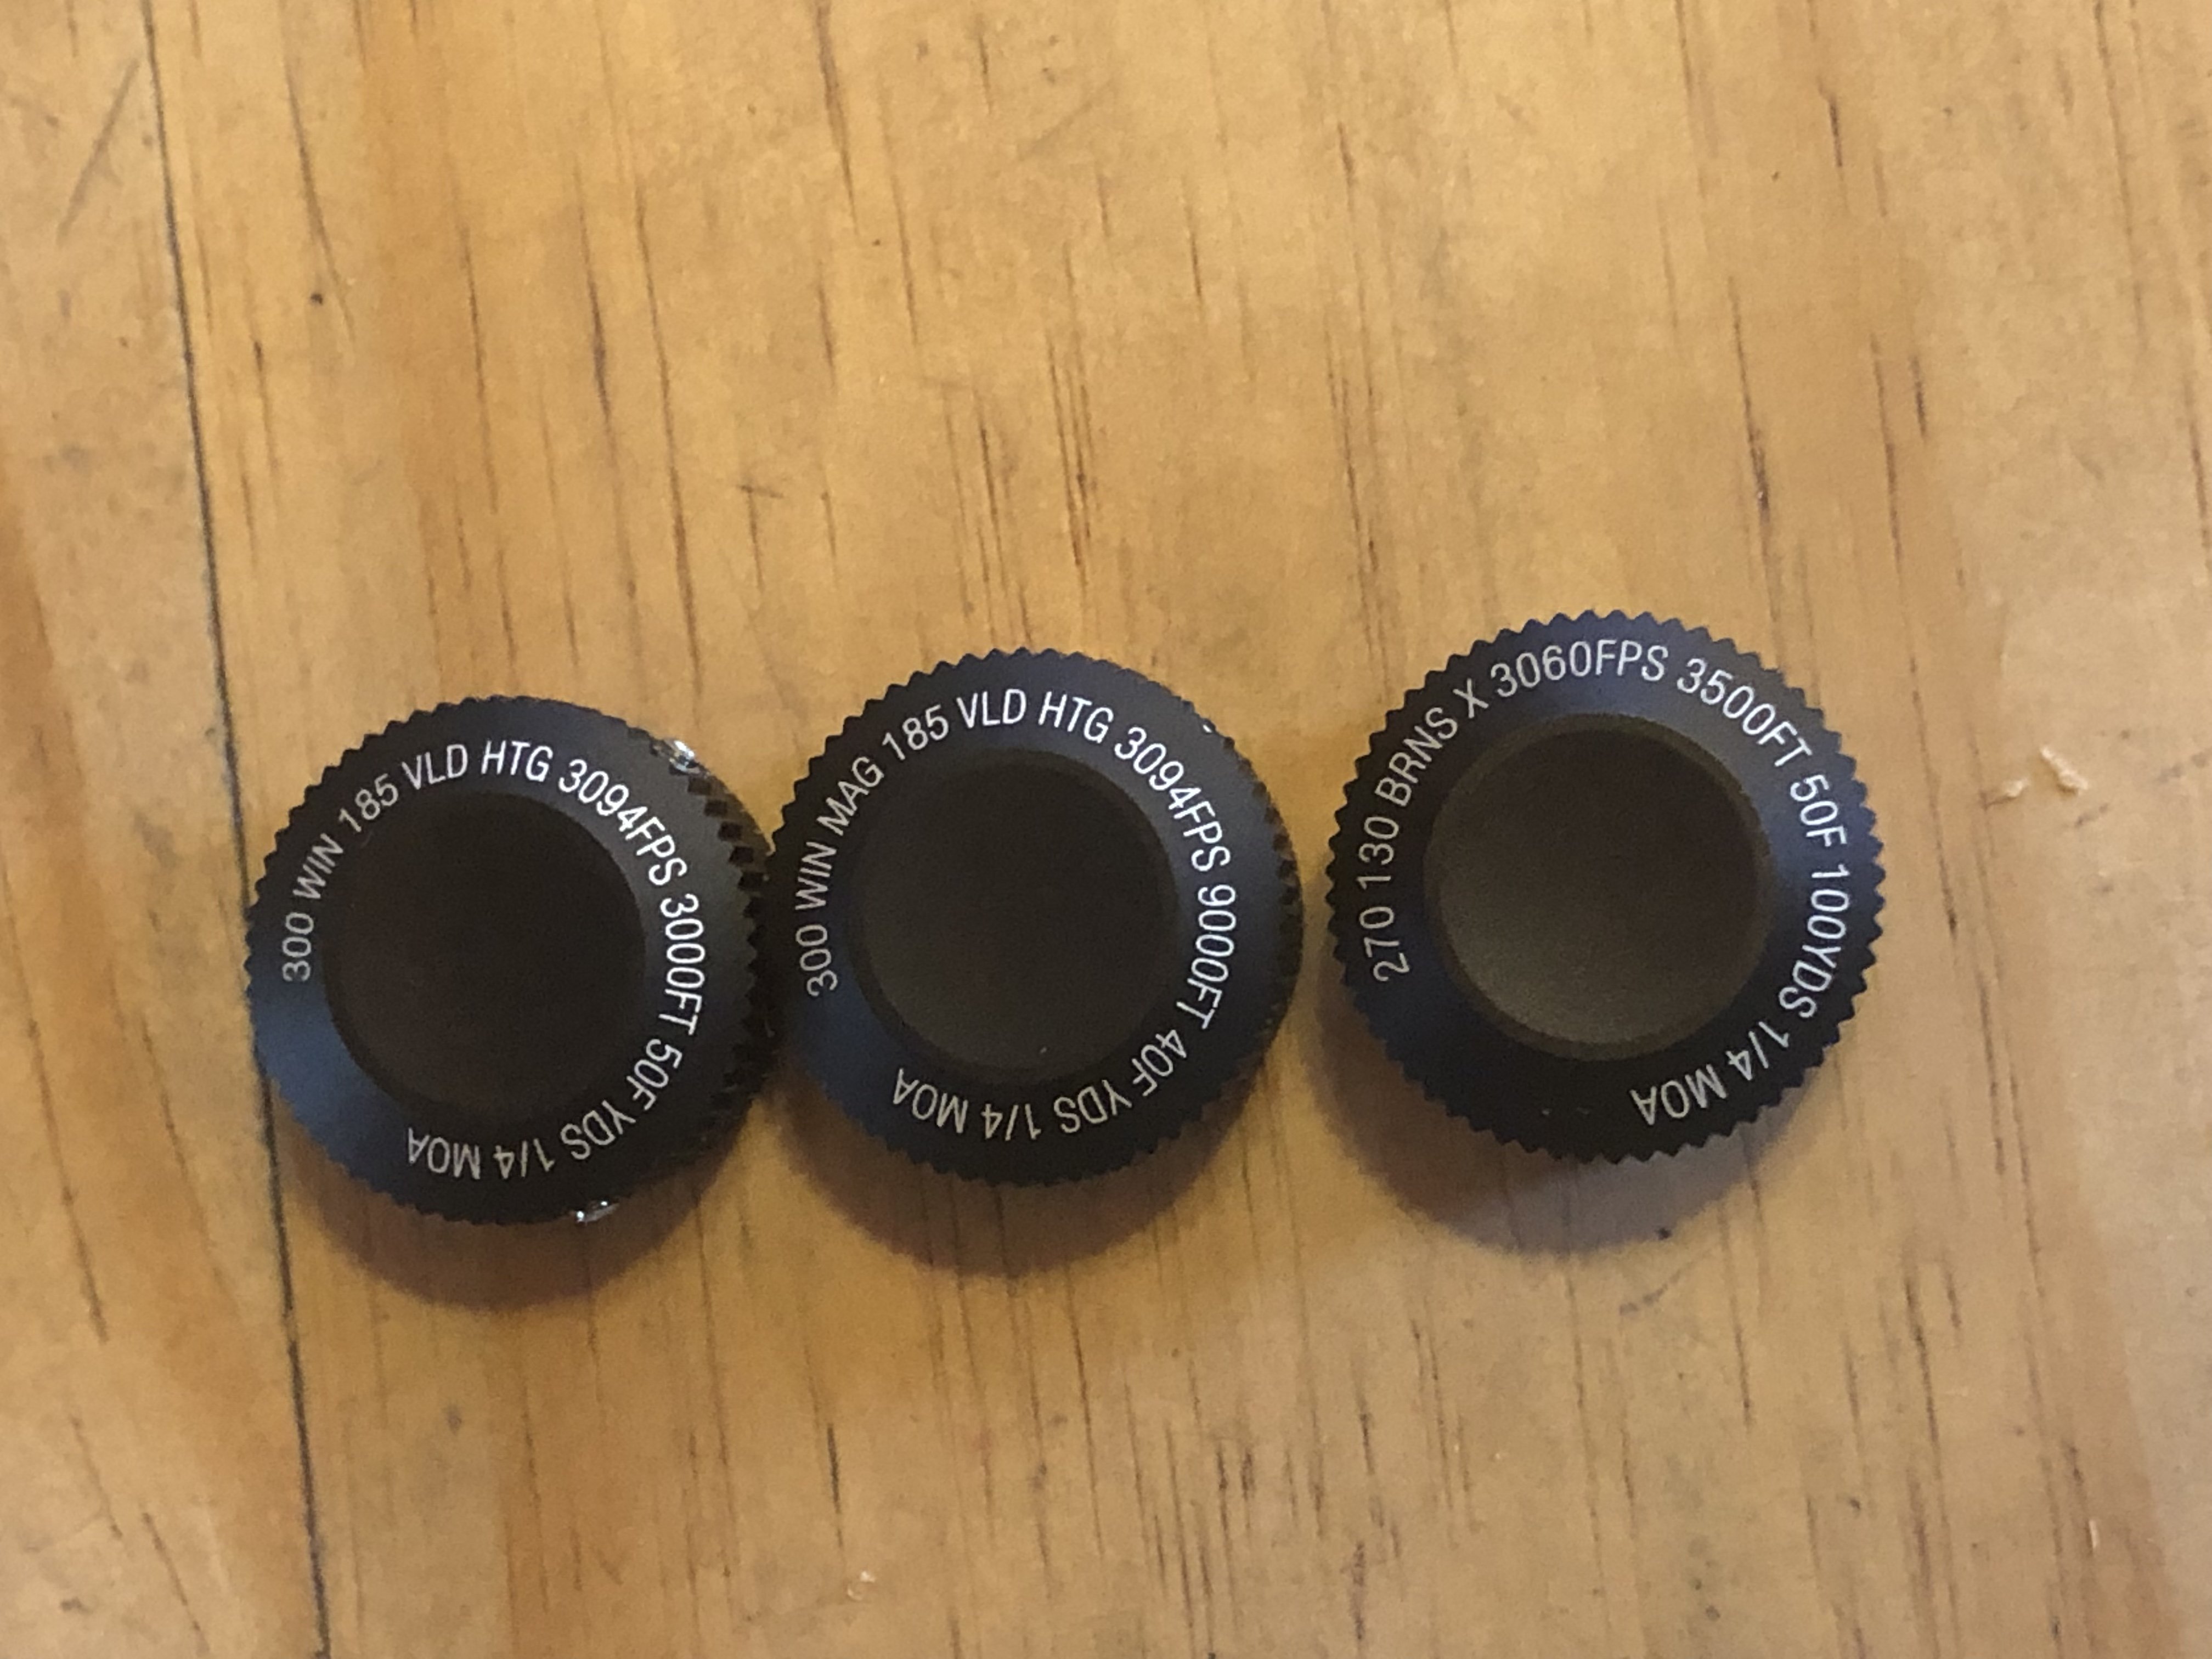 300 WIN 185 VLD HTG 3094FPS 3000FT 50F YDS 1/4 MOA
300 WIN MAG 185 VLD HTG 3094FPS 9000FT 40F YDS 1/4 MOA
270 130 BRNS X 3060FPS 3500FT 50F 100YDS 1/4 MOA